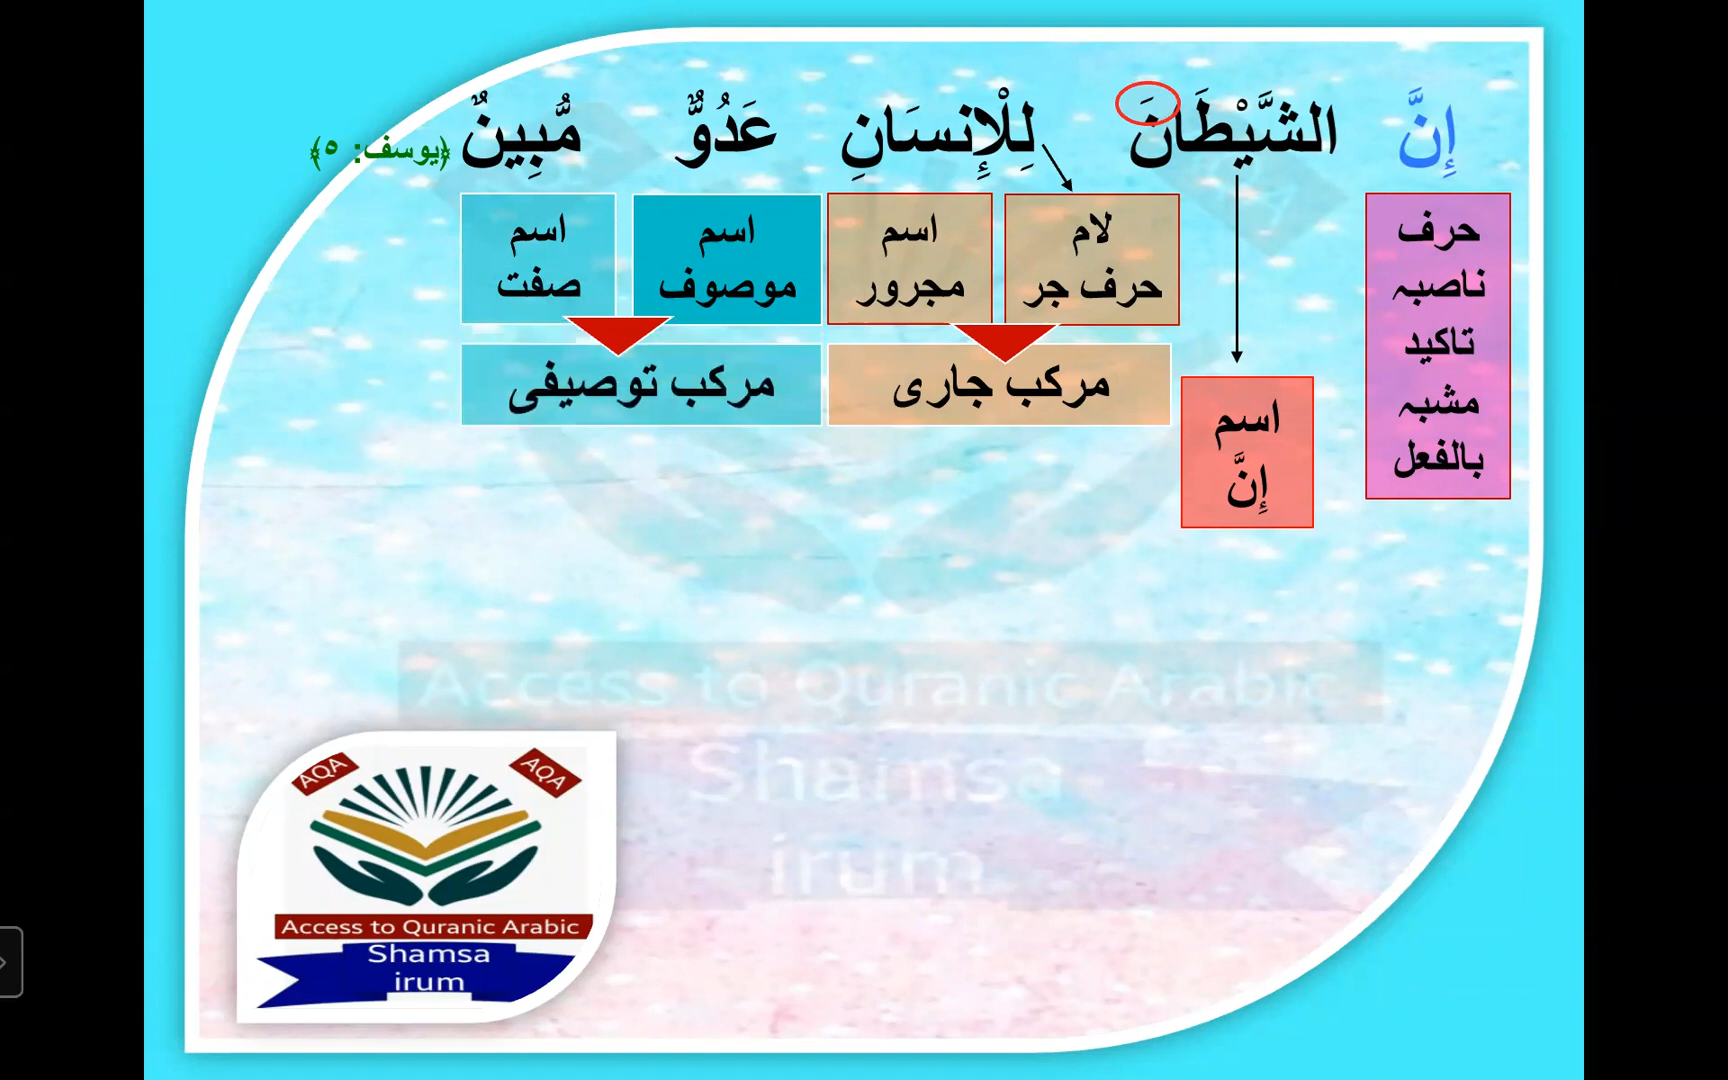 إِنَّ الشَّيْطَانَ لِلْإِنسَانِ عَدُوٌّ مُّبِينٌ ﴿يوسف: ٥﴾
حرف
ناصبہ
تاکید
مشبہ
بالفعل
لام
حرف جر
اسم
مجرور
اسم
موصوف
اسم
صفت
مرکب جاری
مرکب توصیفی
اسم
إِنَّ
Access to Quranic Arabic
Shamsa
irum
AQA
AQA
Access to Quranic Arabic
Shamsa
irum